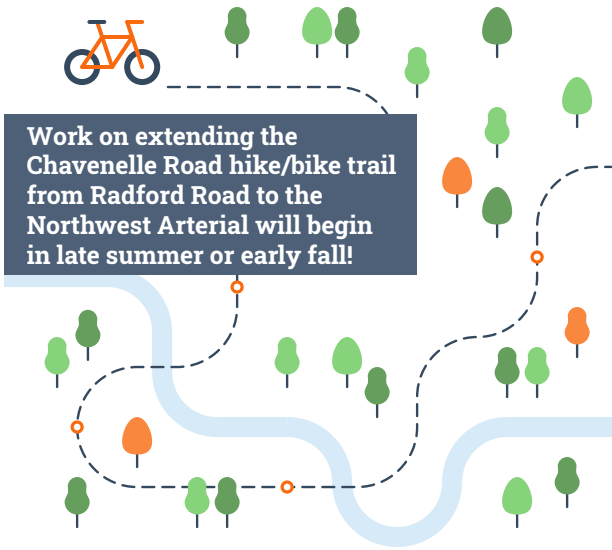 Work on extending the
Chavenelle Road hike/bike trail
from Radford Road to the
Northwest Arterial will begin
in late summer or early fall!